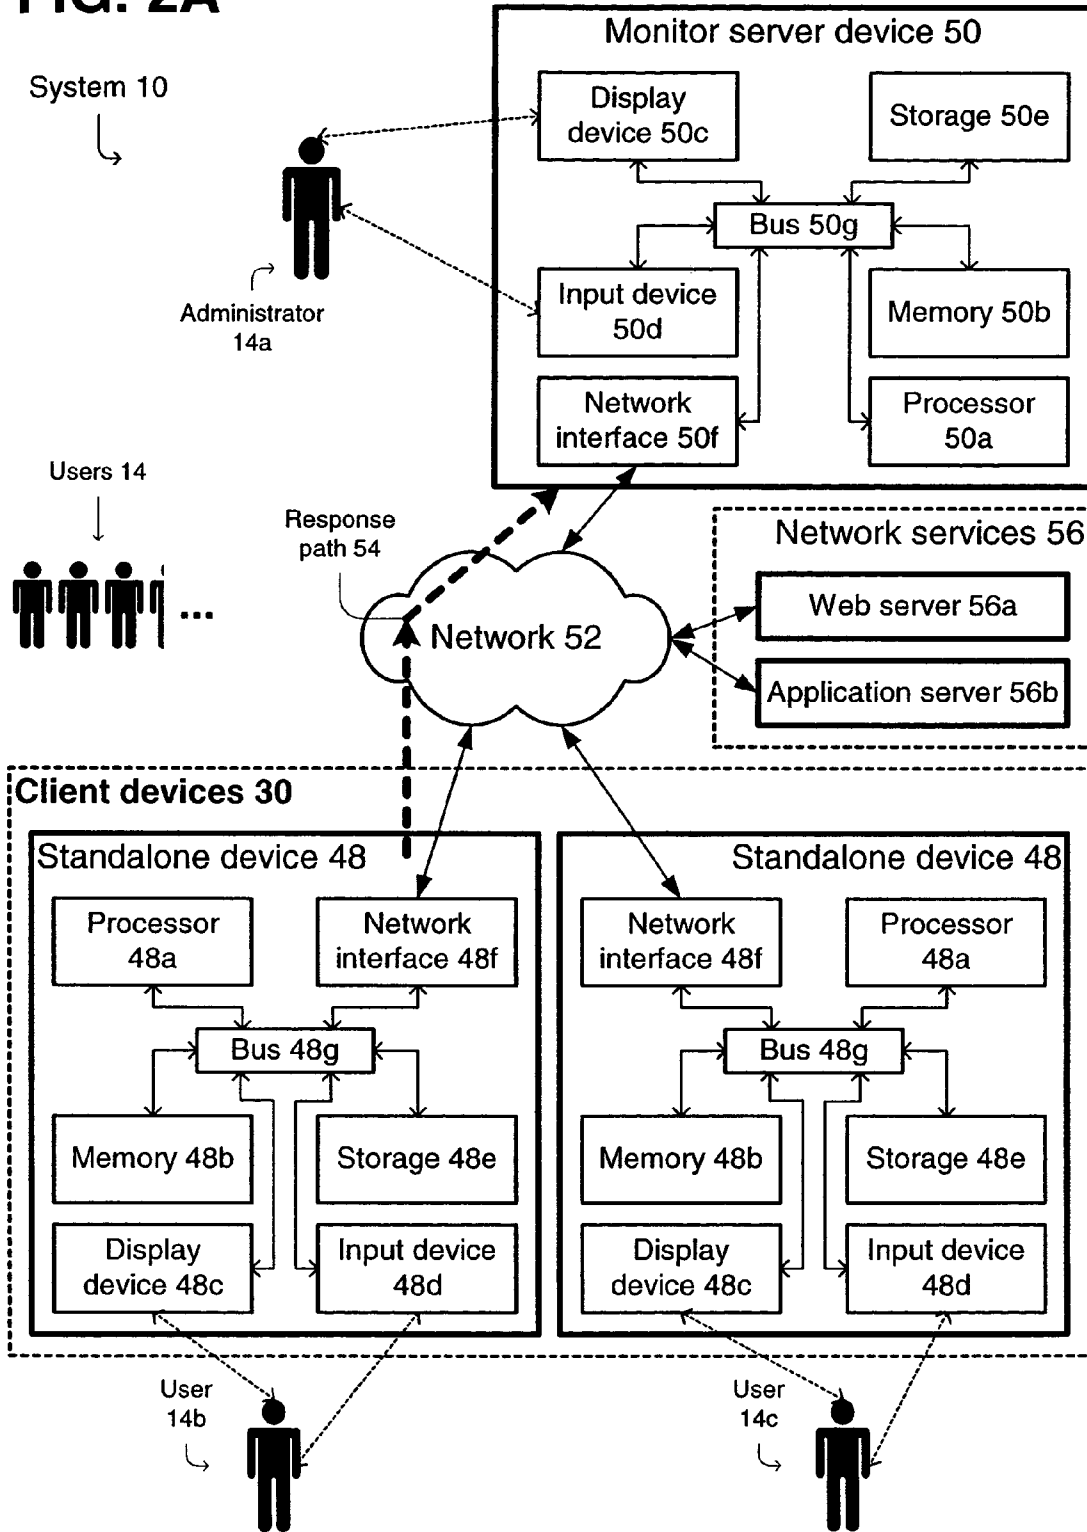 FIG. 2A
System 10
Monitor server device 50
Display
device 50c
Storage 50e
Bus 50g
Input device
50d
Memory 50b
Administrator
14a
Network
interface 50f
Processor
50a
Users 14
...
Response
path 54
Network services 56
Web server 56a
Network 52
Application server 56b
Client devices 30
Standalone device 48
Processor
48a
Network
interface 48f
Bus 48g
Memory 48b
Storage 48e
Display
device 48c
Input device
48d
Standalone device 48
Network
interface 48f
Processor
48a
Bus 48g
Memory 48b
Storage 48e
Display
device 48c
Input device
48d
User
14b
User
14c